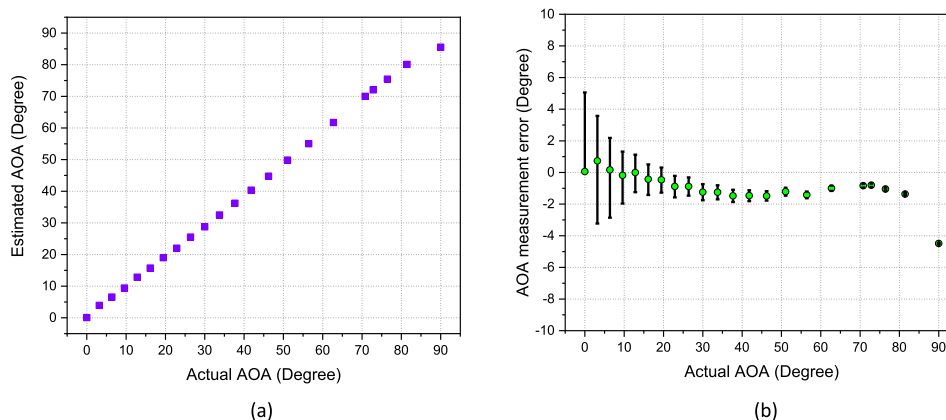 90
80
70
60
50
40
30
20
10
0
Estimated AOA (Degree)
0 10 20 30 40 50 60 70 80 90
Actual AOA (Degree)
(a)
10
8
6
4
2
0
-2
-4
-6
-8
-10
AOA measurement error (Degree)
0 10 20 30 40 50 60 70 80 90
Actual AOA (Degree)
(b)